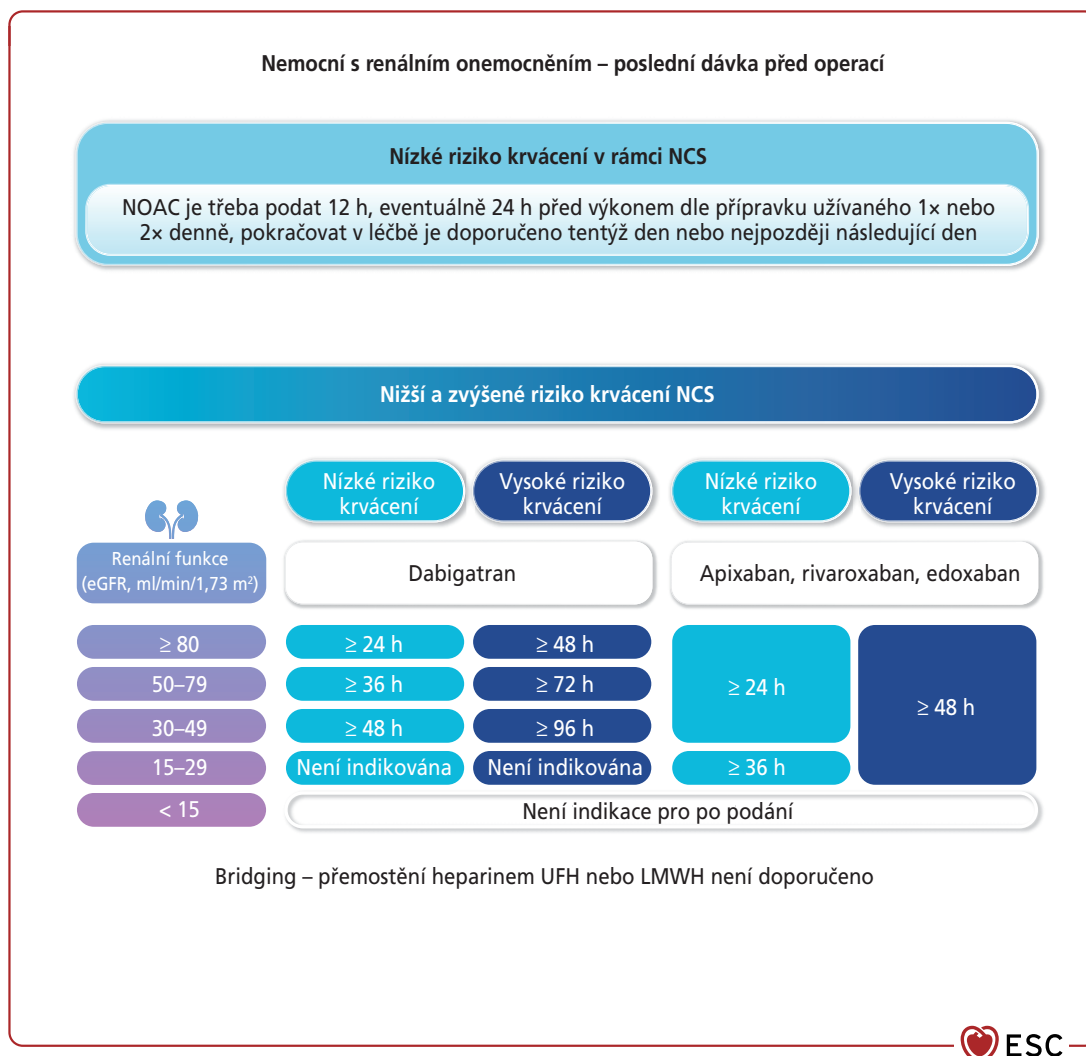 Nemocní s renálním onemocněním – poslední dávka před operací
Nízké riziko krvácení v rámci NCS
NOAC je třeba podat 12 h, eventuálně 24 h před výkonem dle přípravku užívaného 1× nebo
2× denně, pokračovat v léčbě je doporučeno tentýž den nebo nejpozději následující den
Nižší a zvýšené riziko krvácení NCS
Nízké riziko
krvácení
Vysoké riziko
krvácení
Nízké riziko
krvácení
Vysoké riziko
krvácení
Renální funkce
(eGFR, ml/min/1,73 m²)
Dabigatran
Apixaban, rivaroxaban, edoxaban
≥ 80
≥ 24 h
≥ 48 h
50–79
≥ 36 h
≥ 72 h
≥ 24 h
≥ 48 h
30–49
≥ 48 h
≥ 96 h
15–29
Není indikována
Není indikována
≥ 36 h
< 15
Není indikace pro po podání
Bridging – přemostění heparinem UFH nebo LMWH není doporučeno
ESC